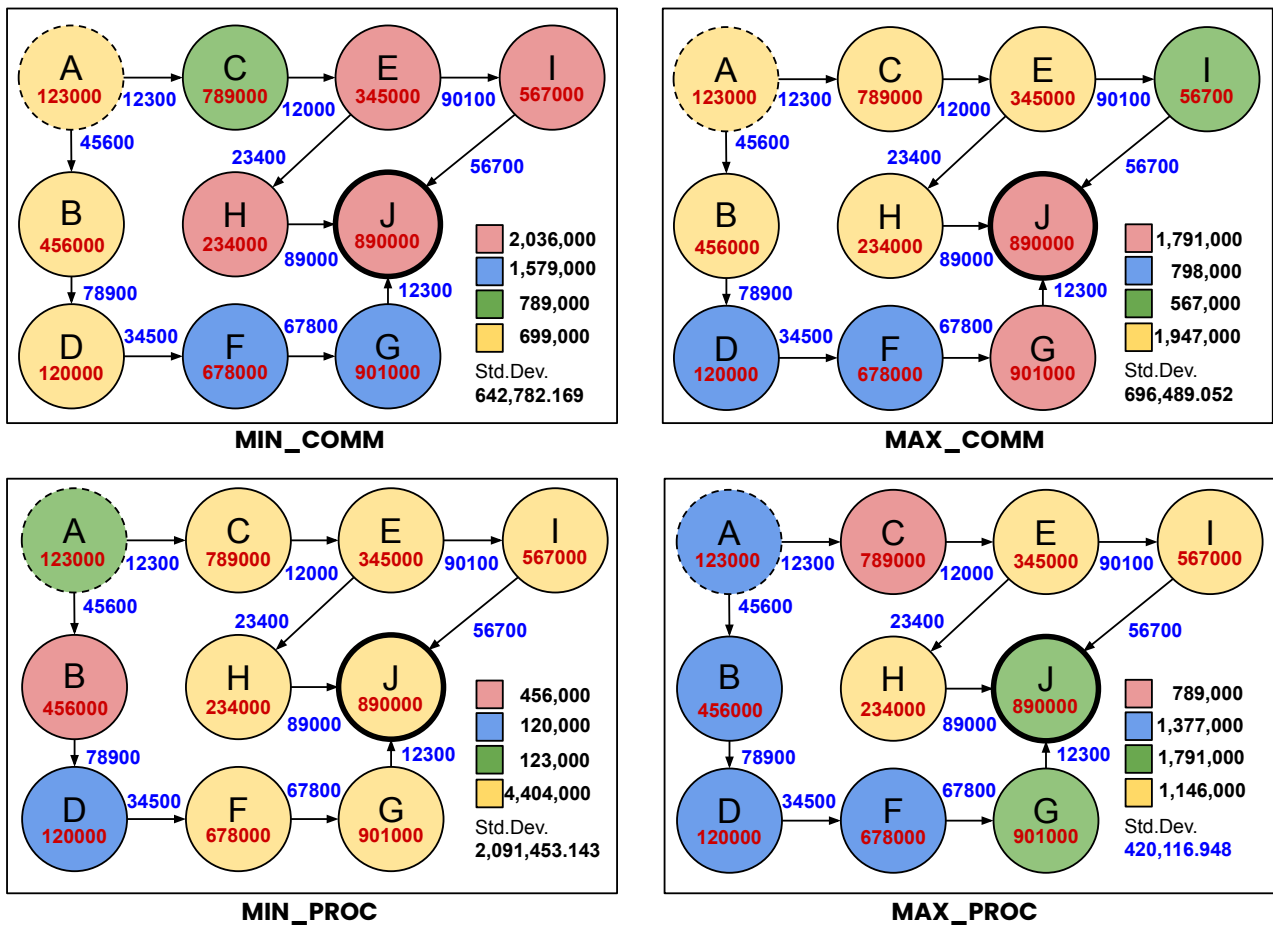 A
123000
12300
C
789000
12000
E
345000
90100
I
567000
45600
23400
56700
B
456000
H
234000
89000
J
890000
2,036,000
1,579,000
789,000
699,000
78900
12300
D
120000
34500
F
678000
67800
G
901000
Std.Dev.
642,782.169
MIN_COMM
A
123000
12300
C
789000
12000
E
345000
90100
I
56700
45600
23400
56700
B
456000
H
234000
89000
J
890000
1,791,000
798,000
567,000
1,947,000
78900
12300
D
120000
34500
F
678000
67800
G
901000
Std.Dev.
696,489.052
MAX_COMM
A
123000
12300
C
789000
12000
E
345000
90100
I
567000
45600
23400
56700
B
456000
H
234000
89000
J
890000
456,000
120,000
123,000
4,404,000
78900
12300
D
120000
34500
F
678000
67800
G
901000
Std.Dev.
2,091,453.143
MIN_PROC
A
123000
12300
C
789000
12000
E
345000
90100
I
567000
45600
23400
56700
B
456000
H
234000
89000
J
890000
789,000
1,377,000
1,791,000
1,146,000
78900
12300
D
120000
34500
F
678000
67800
G
901000
Std.Dev.
420,116.948
MAX_PROC